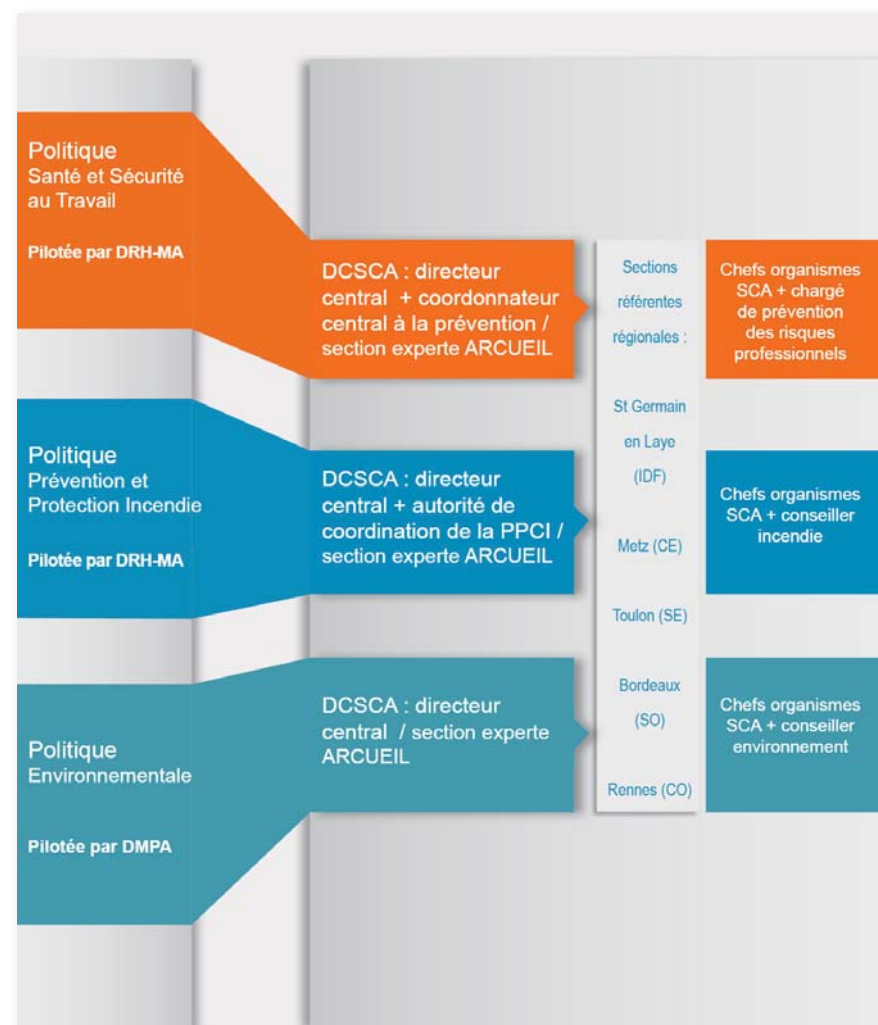 Politique
Santé et Sécurité
au Travail
Pilotée par DRH-MA
DCSCA : directeur
central + coordonnateur
central à la prévention /
section experte ARCUEIL
Chefs organismes
SCA + chargé
de prévention
des risques
professionnels
Politique
Prévention et
Protection Incendie
Pilotée par DRH-MA
DCSCA : directeur
central + autorité de
coordination de la PPCI /
section experte ARCUEIL
Chefs organismes
SCA + conseiller
incendie
Politique
Environnementale
Pilotée par DMPA
DCSCA : directeur
central / section experte
ARCUEIL
Chefs organismes
SCA + conseiller
environnement
Sections
référentes
régionales :
St Germain
en Laye
(IDF)
Metz (CE)
Toulon (SE)
Bordeaux
(SO)
Rennes (CO)